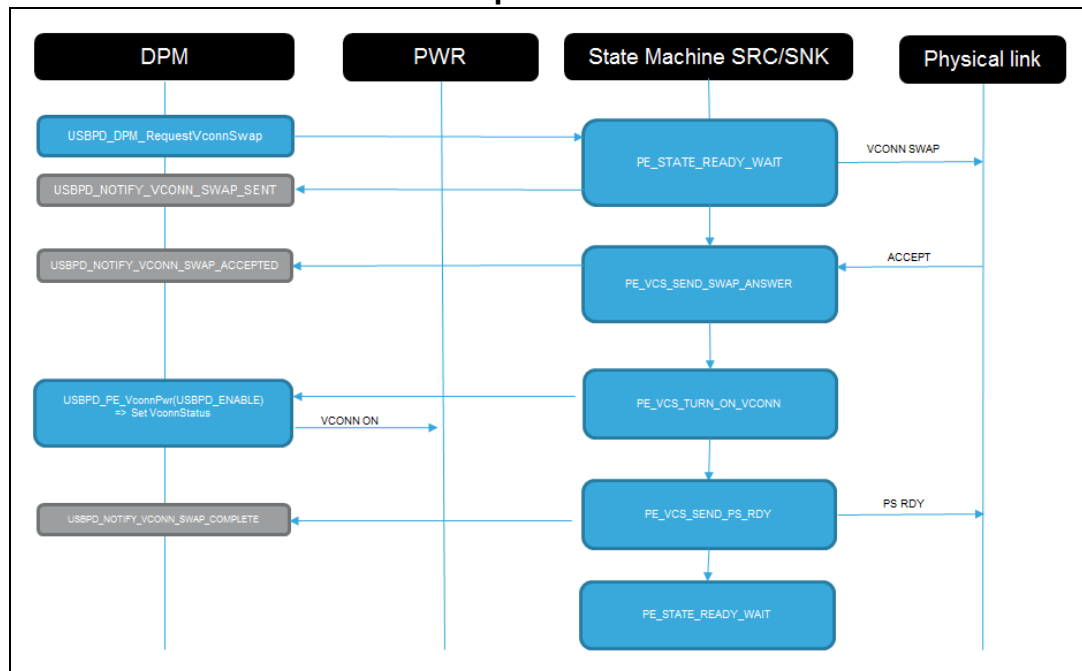 DPM
PWR
State Machine SRC/SNK
Physical link
USBPD_DPM_RequestVconnSwap
PE_STATE_READY_WAIT
VCONN SWAP
USBPD_NOTIFY_VCONN_SWAP_SENT
USBPD_NOTIFY_VCONN_SWAP_ACCEPTED
PE_VCS_SEND_SWAP_ANSWER
ACCEPT
USBPD_PE_VconnPwr(USBPD_ENABLE)
=> Set VconnStatus
PE_VCS_TURN_ON_VCONN
VCONN ON
USBPD_NOTIFY_VCONN_SWAP_COMPLETE
PE_VCS_SEND_PS_RDY
PS RDY
PE_STATE_READY_WAIT